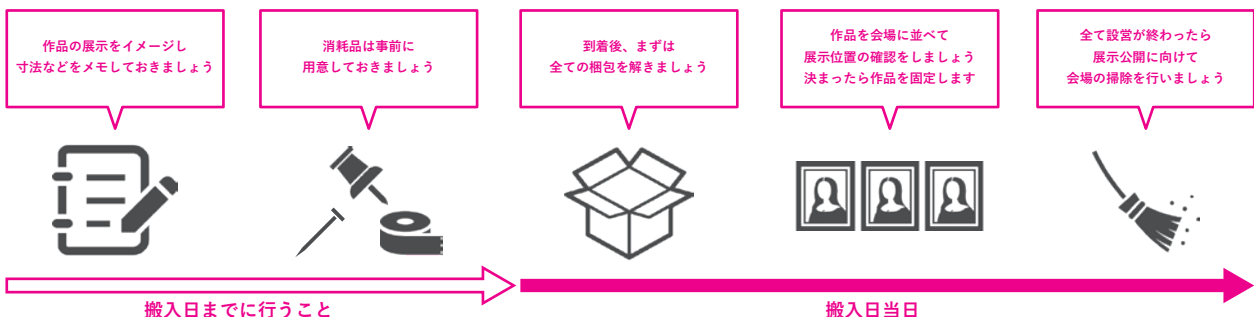 作品の展示をイメージし
寸法などをメモしておきましょう
消耗品は事前に
用意しておきましょう
到着後、まずは
全ての梱包を解きましょう
作品を会場に並べて
展示位置の確認をしましょう
決まったら作品を固定します
全て設営が終わったら
展示公開に向けて
会場の掃除を行いましょう
搬入日までに行うこと
搬入日当日